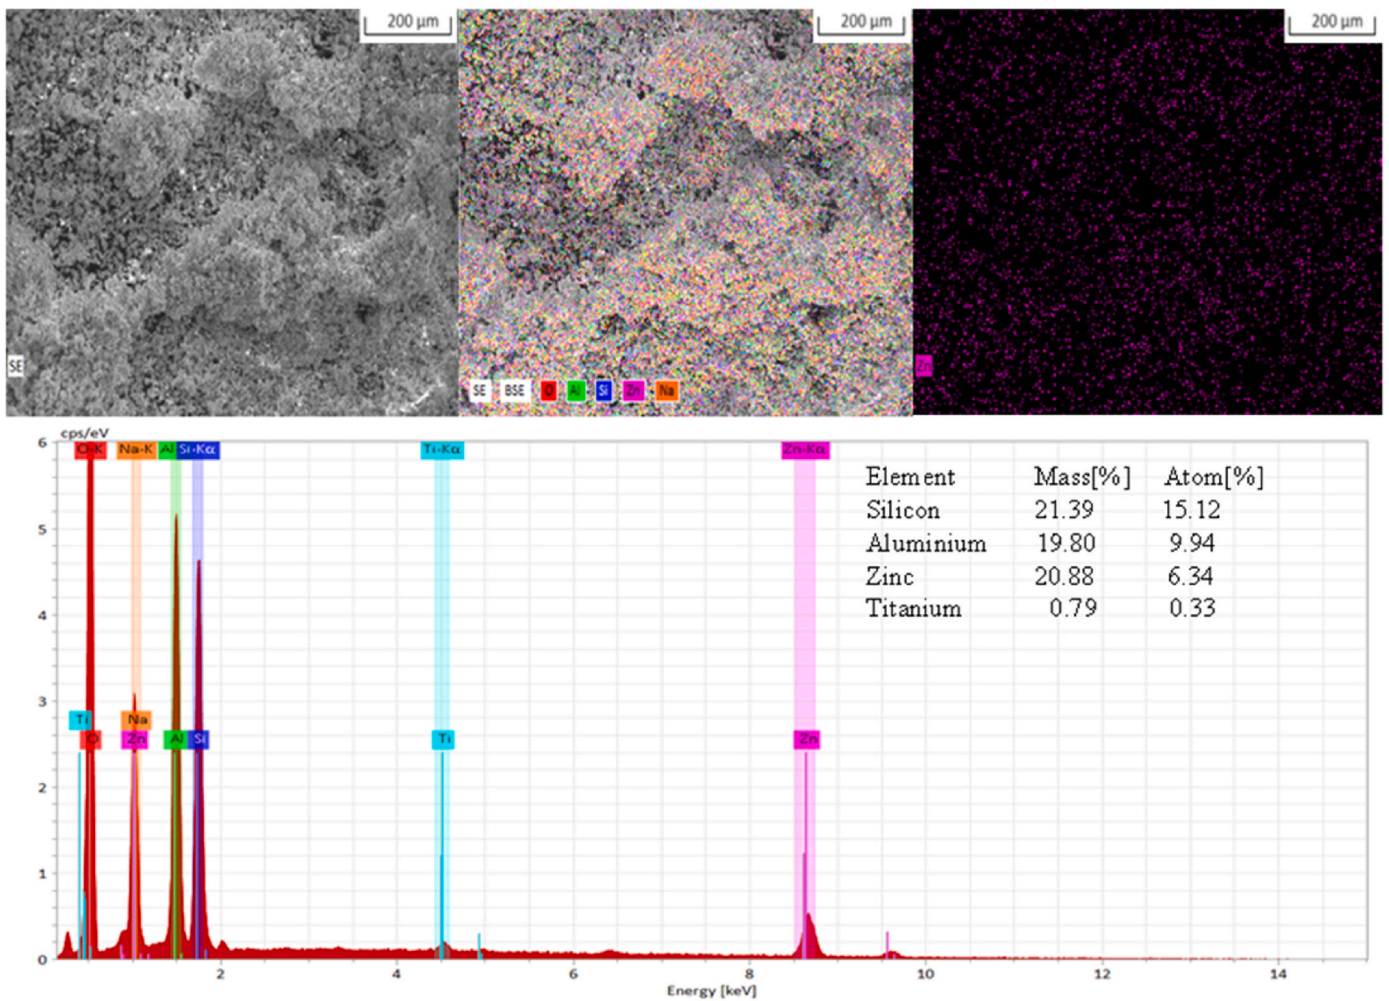 200 µm
200 µm
200 µm
SE
SE BSE O Al Si Zn Na
Zn
cps/eV
6
5
4
3
2
1
0
O-K Na-K Al Si-Kα Ti-Kα Zn-Kα
Ti Na
O Zn Al Si Ti Zn
Element Mass[%] Atom[%]
Silicon 21.39 15.12
Aluminium 19.80 9.94
Zinc 20.88 6.34
Titanium 0.79 0.33
2 4 6 8 10 12 14
Energy [keV]